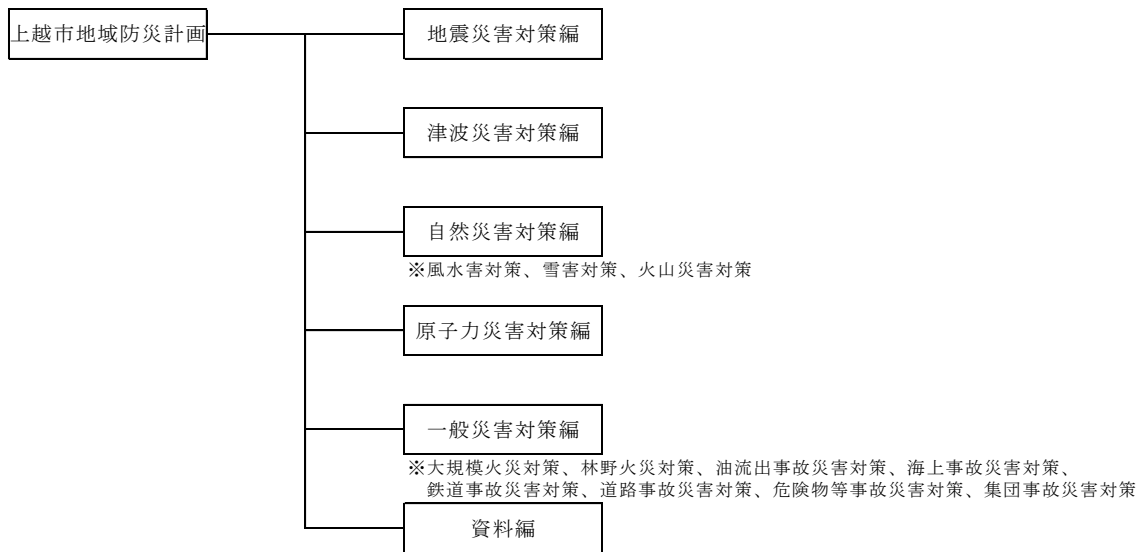 上越市地域防災計画
地震災害対策編
津波災害対策編
自然災害対策編
※風水害対策、雪害対策、火山災害対策
原子力災害対策編
一般災害対策編
※大規模火災対策、林野火災対策、油流出事故災害対策、海上事故災害対策、
鉄道事故災害対策、道路事故災害対策、危険物等事故災害対策、集団事故災害対策
資料編